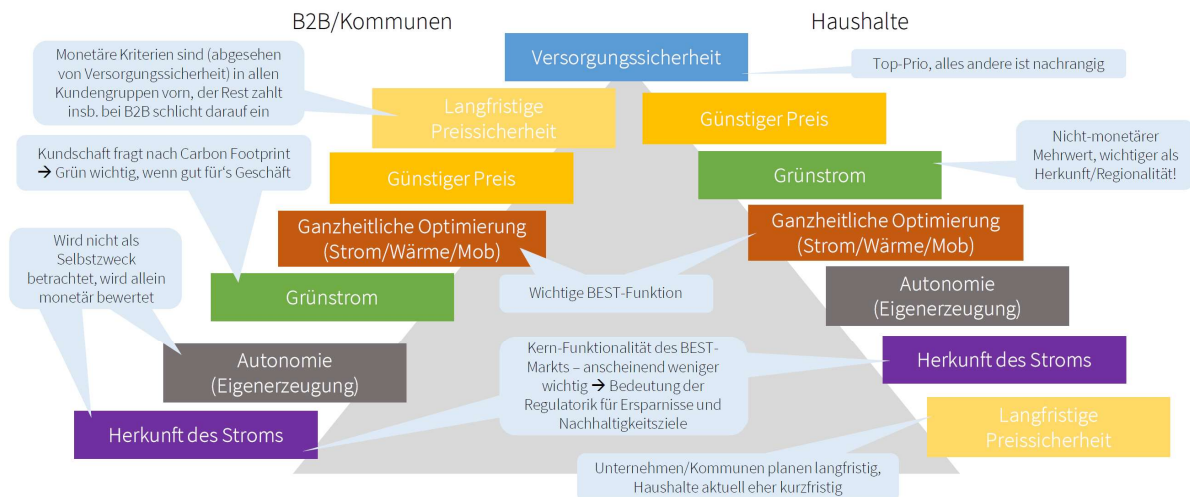 B2B/Kommunen
Haushalte
Versorgungssicherheit
Monetäre Kriterien sind (abgesehen
von Versorgungssicherheit) in allen
Kundengruppen vorn, der Rest zahlt
insb. bei B2B schlicht darauf ein
Top-Prio, alles andere ist nachrangig
Langfristige
Preissicherheit
Günstiger Preis
Kundschaft fragt nach Carbon Footprint
→ Grün wichtig, wenn gut für‘s Geschäft
Günstiger Preis
Grünstrom
Nicht-monetärer
Mehrwert, wichtiger als
Herkunft/Regionalität!
Ganzheitliche Optimierung
(Strom/Wärme/Mob)
Ganzheitliche Optimierung
(Strom/Wärme/Mob)
Wird nicht als
Selbstzweck
betrachtet, wird allein
monetär bewertet
Grünstrom
Wichtige BEST-Funktion
Autonomie
(Eigenerzeugung)
Autonomie
(Eigenerzeugung)
Kern-Funktionalität des BEST-
Markts – anscheinend weniger
wichtig → Bedeutung der
Regulatorik für Ersparnisse und
Nachhaltigkeitsziele
Herkunft des Stroms
Herkunft des Stroms
Langfristige
Preissicherheit
Unternehmen/Kommunen planen langfristig,
Haushalte aktuell eher kurzfristig